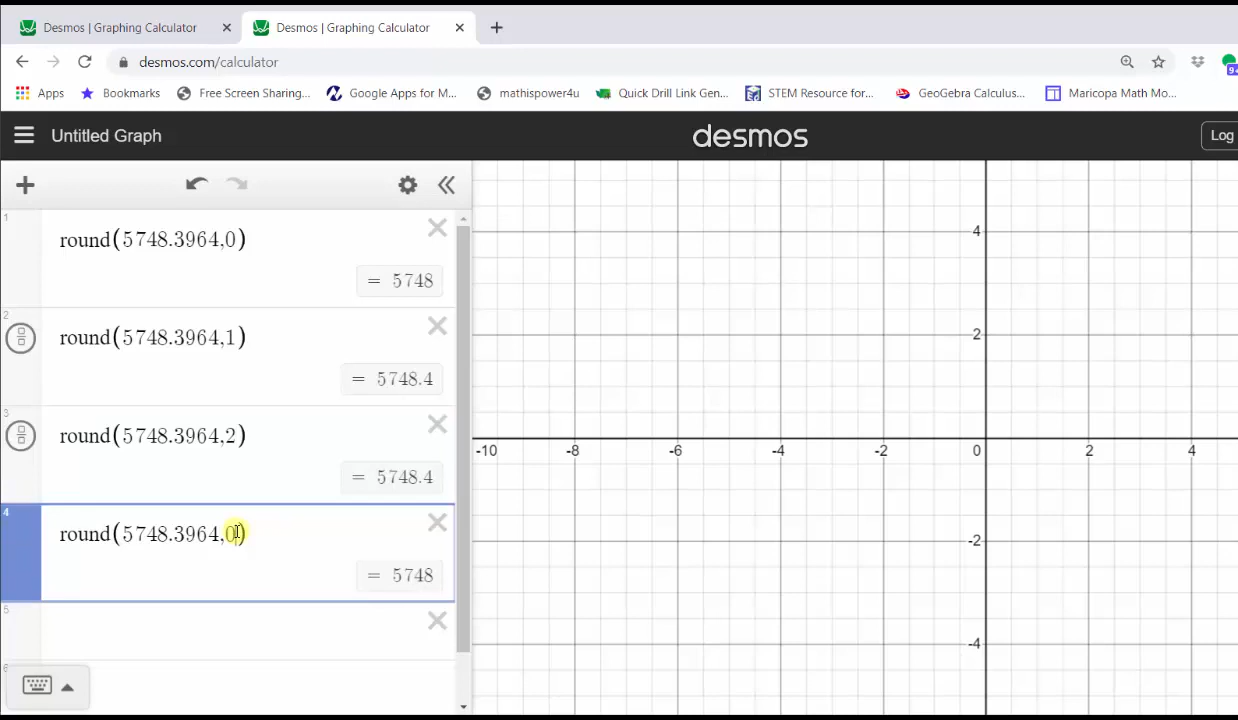 Desmos | Graphing Calculator
Desmos | Graphing Calculator
desmos.com/calculator
Apps Bookmarks Free Screen Sharing... Google Apps for M... mathispower4u Quick Drill Link Gen... STEM Resource for... GeoGebra Calculus... Maricopa Math Mo...
Untitled Graph desmos Log
1
round(5748.3964,0)
= 5748
2
round(5748.3964,1)
= 5748.4
3
round(5748.3964,2)
= 5748.4
4
round(5748.3964,0)
= 5748
5
4
2
-10 -8 -6 -4 -2 0 2 4
-2
-4